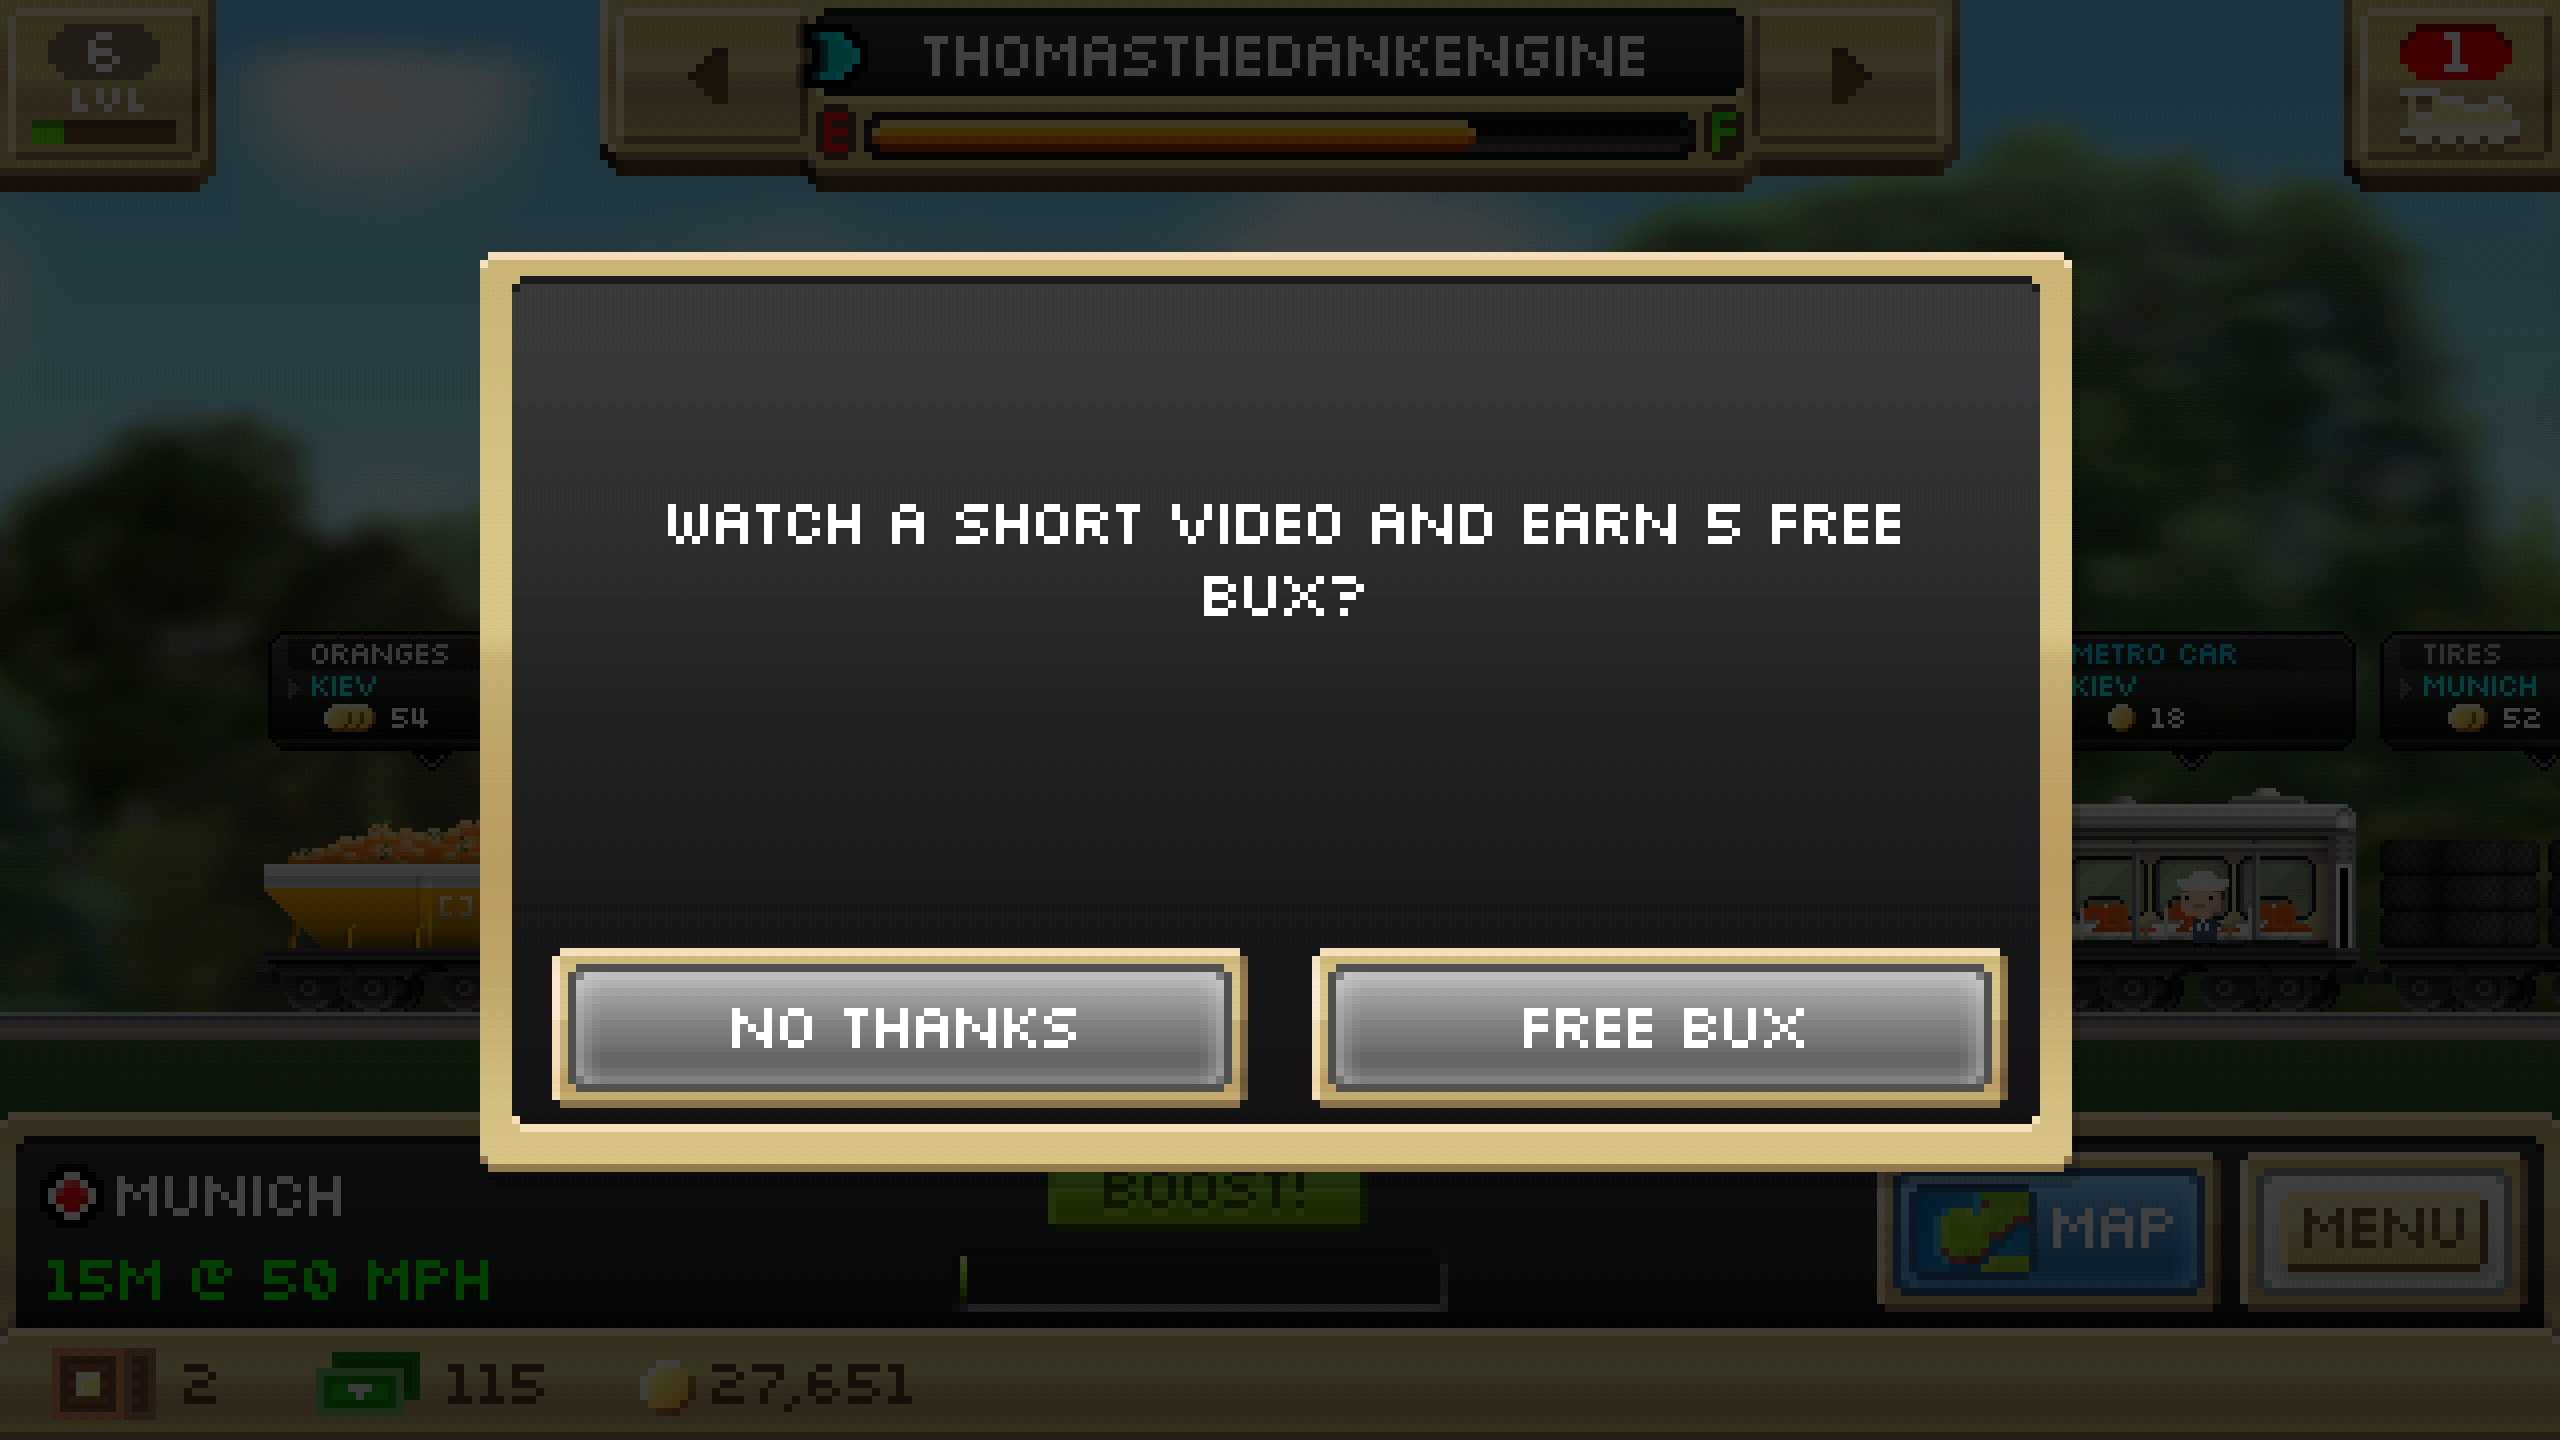 6
LVL
THOMASTHEDANKENGINE
E
F
1
WATCH A SHORT VIDEO AND EARN 5 FREE
BUX?
ORANGES
KIEV
54
METRO CAR
KIEV
18
TIRES
MUNICH
52
NO THANKS
FREE BUX
MUNICH
15M @ 50 MPH
BOOST!
MAP
MENU
2
115
27,651